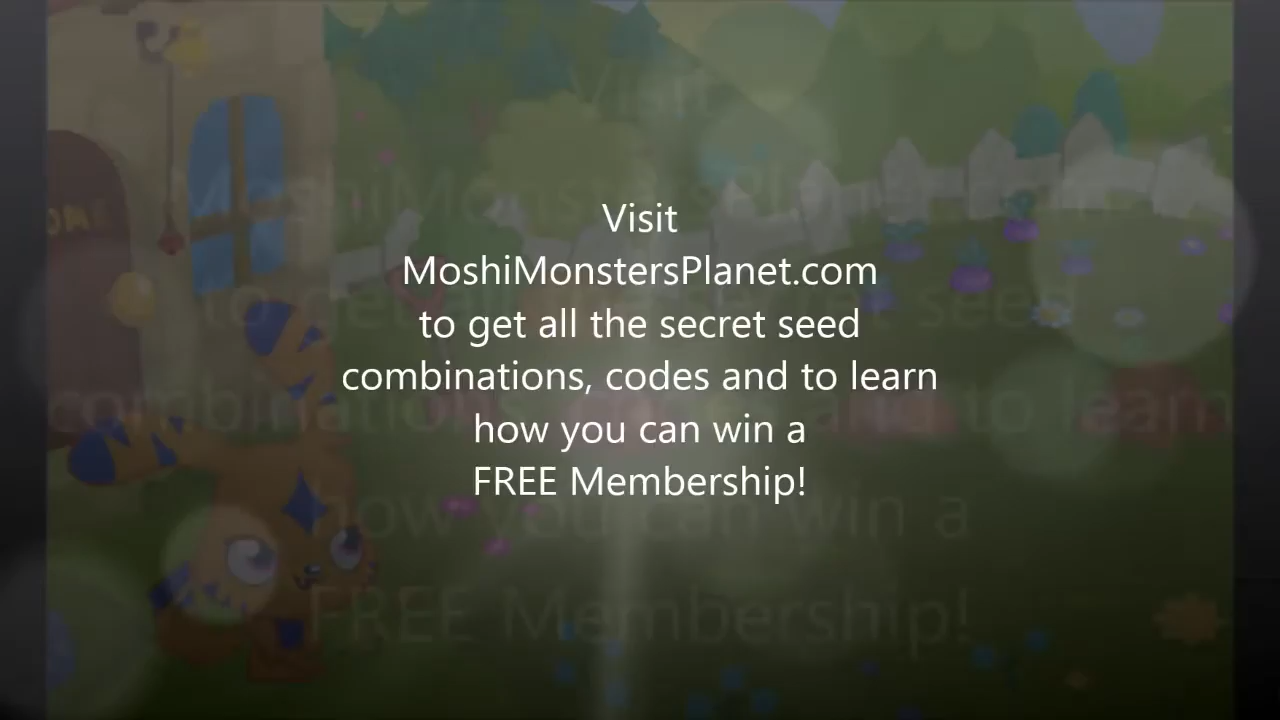 Visit
MoshiMonstersPlanet.com
to get all the secret seed
combinations, codes and to learn
how you can win a
FREE Membership!